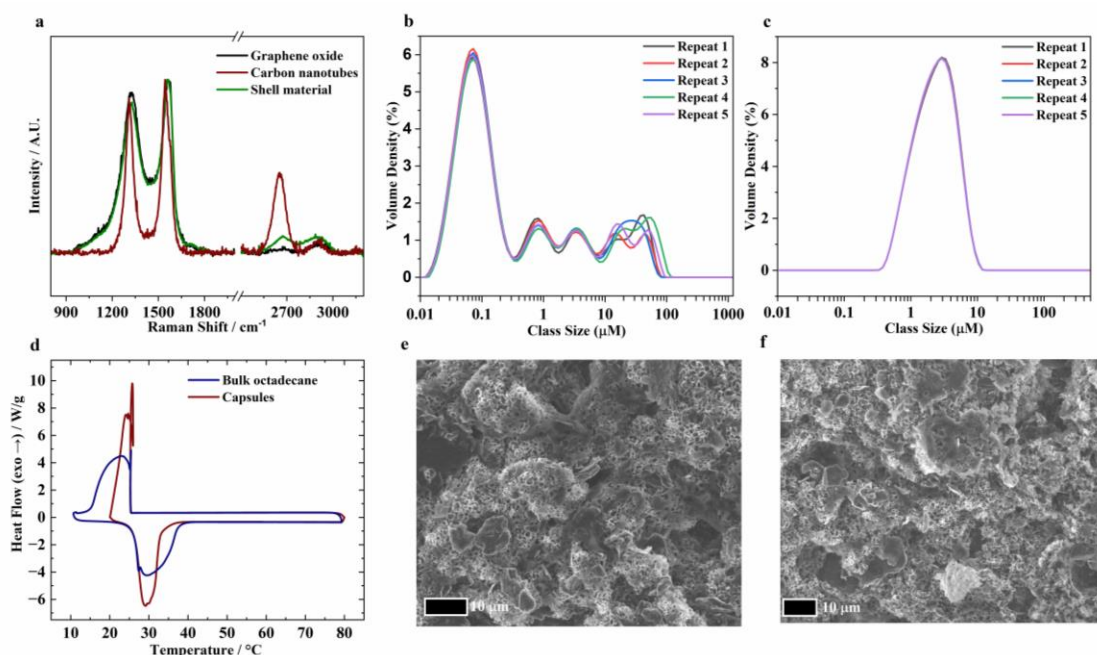 a
Graphene oxide
Carbon nanotubes
Shell material
Intensity / A.U.
900 1200 1500 1800 2700 3000
Raman Shift / cm⁻¹
b
Repeat 1
Repeat 2
Repeat 3
Repeat 4
Repeat 5
Volume Density (%)
6
5
4
3
2
1
0
0.01 0.1 1 10 100 1000
Class Size (μM)
c
Repeat 1
Repeat 2
Repeat 3
Repeat 4
Repeat 5
Volume Density (%)
8
6
4
2
0
0.01 0.1 1 10 100
Class Size (μM)
d
Bulk octadecane
Capsules
Heat Flow (exo →) / W/g
10
8
6
4
2
0
−2
−4
−6
10 20 30 40 50 60 70 80
Temperature / °C
e
10 μm
f
10 μm